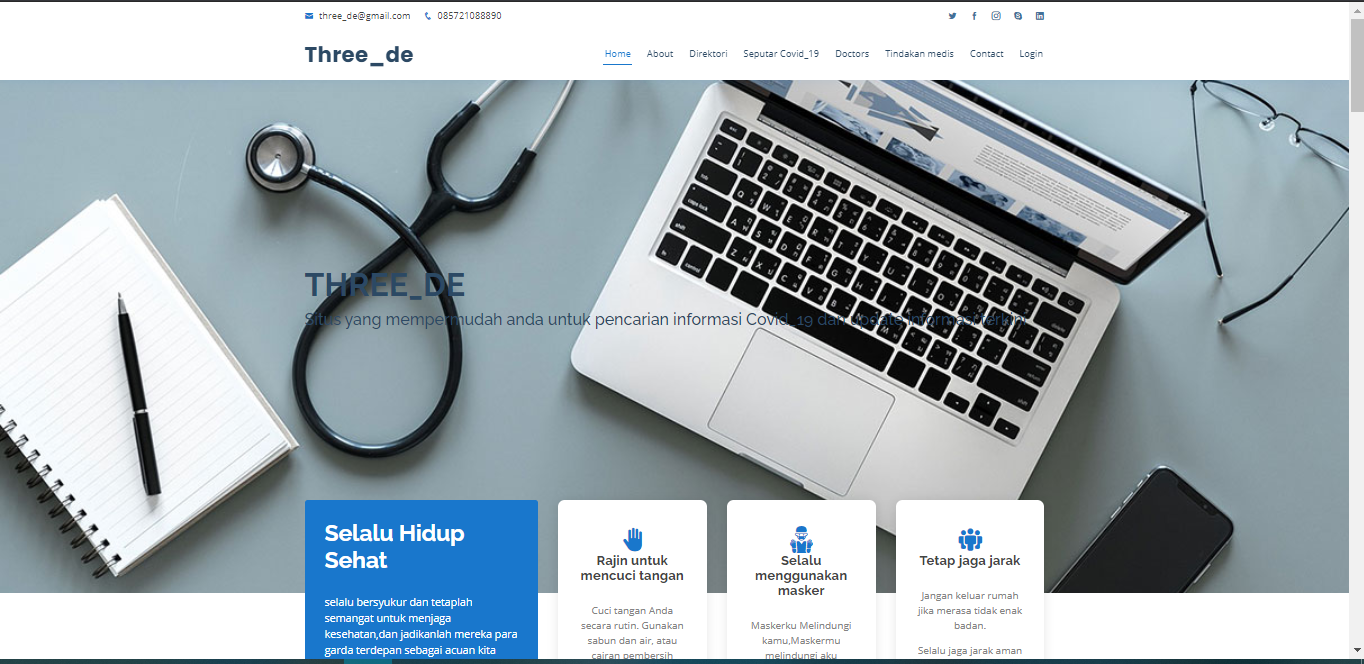 three_de@gmail.com 085721088890
Three_de
Home About Direktori Seputar Covid_19 Doctors Tindakan medis Contact Login
THREE_DE
Situs yang mempermudah anda untuk pencarian informasi Covid_19 dan update informasi terkini
Selalu Hidup
Sehat
selalu bersyukur dan tetaplah
semangat untuk menjaga
kesehatan,dan jadikanlah mereka para
garda terdepan sebagai acuan kita
Rajin untuk
mencuci tangan
Cuci tangan Anda
secara rutin. Gunakan
sabun dan air, atau
cairan pembersih
Selalu
menggunakan
masker
Maskerku Melindungi
kamu,Maskermu
melindungi aku
Tetap jaga jarak
Jangan keluar rumah
jika merasa tidak enak
badan.
Selalu jaga jarak aman